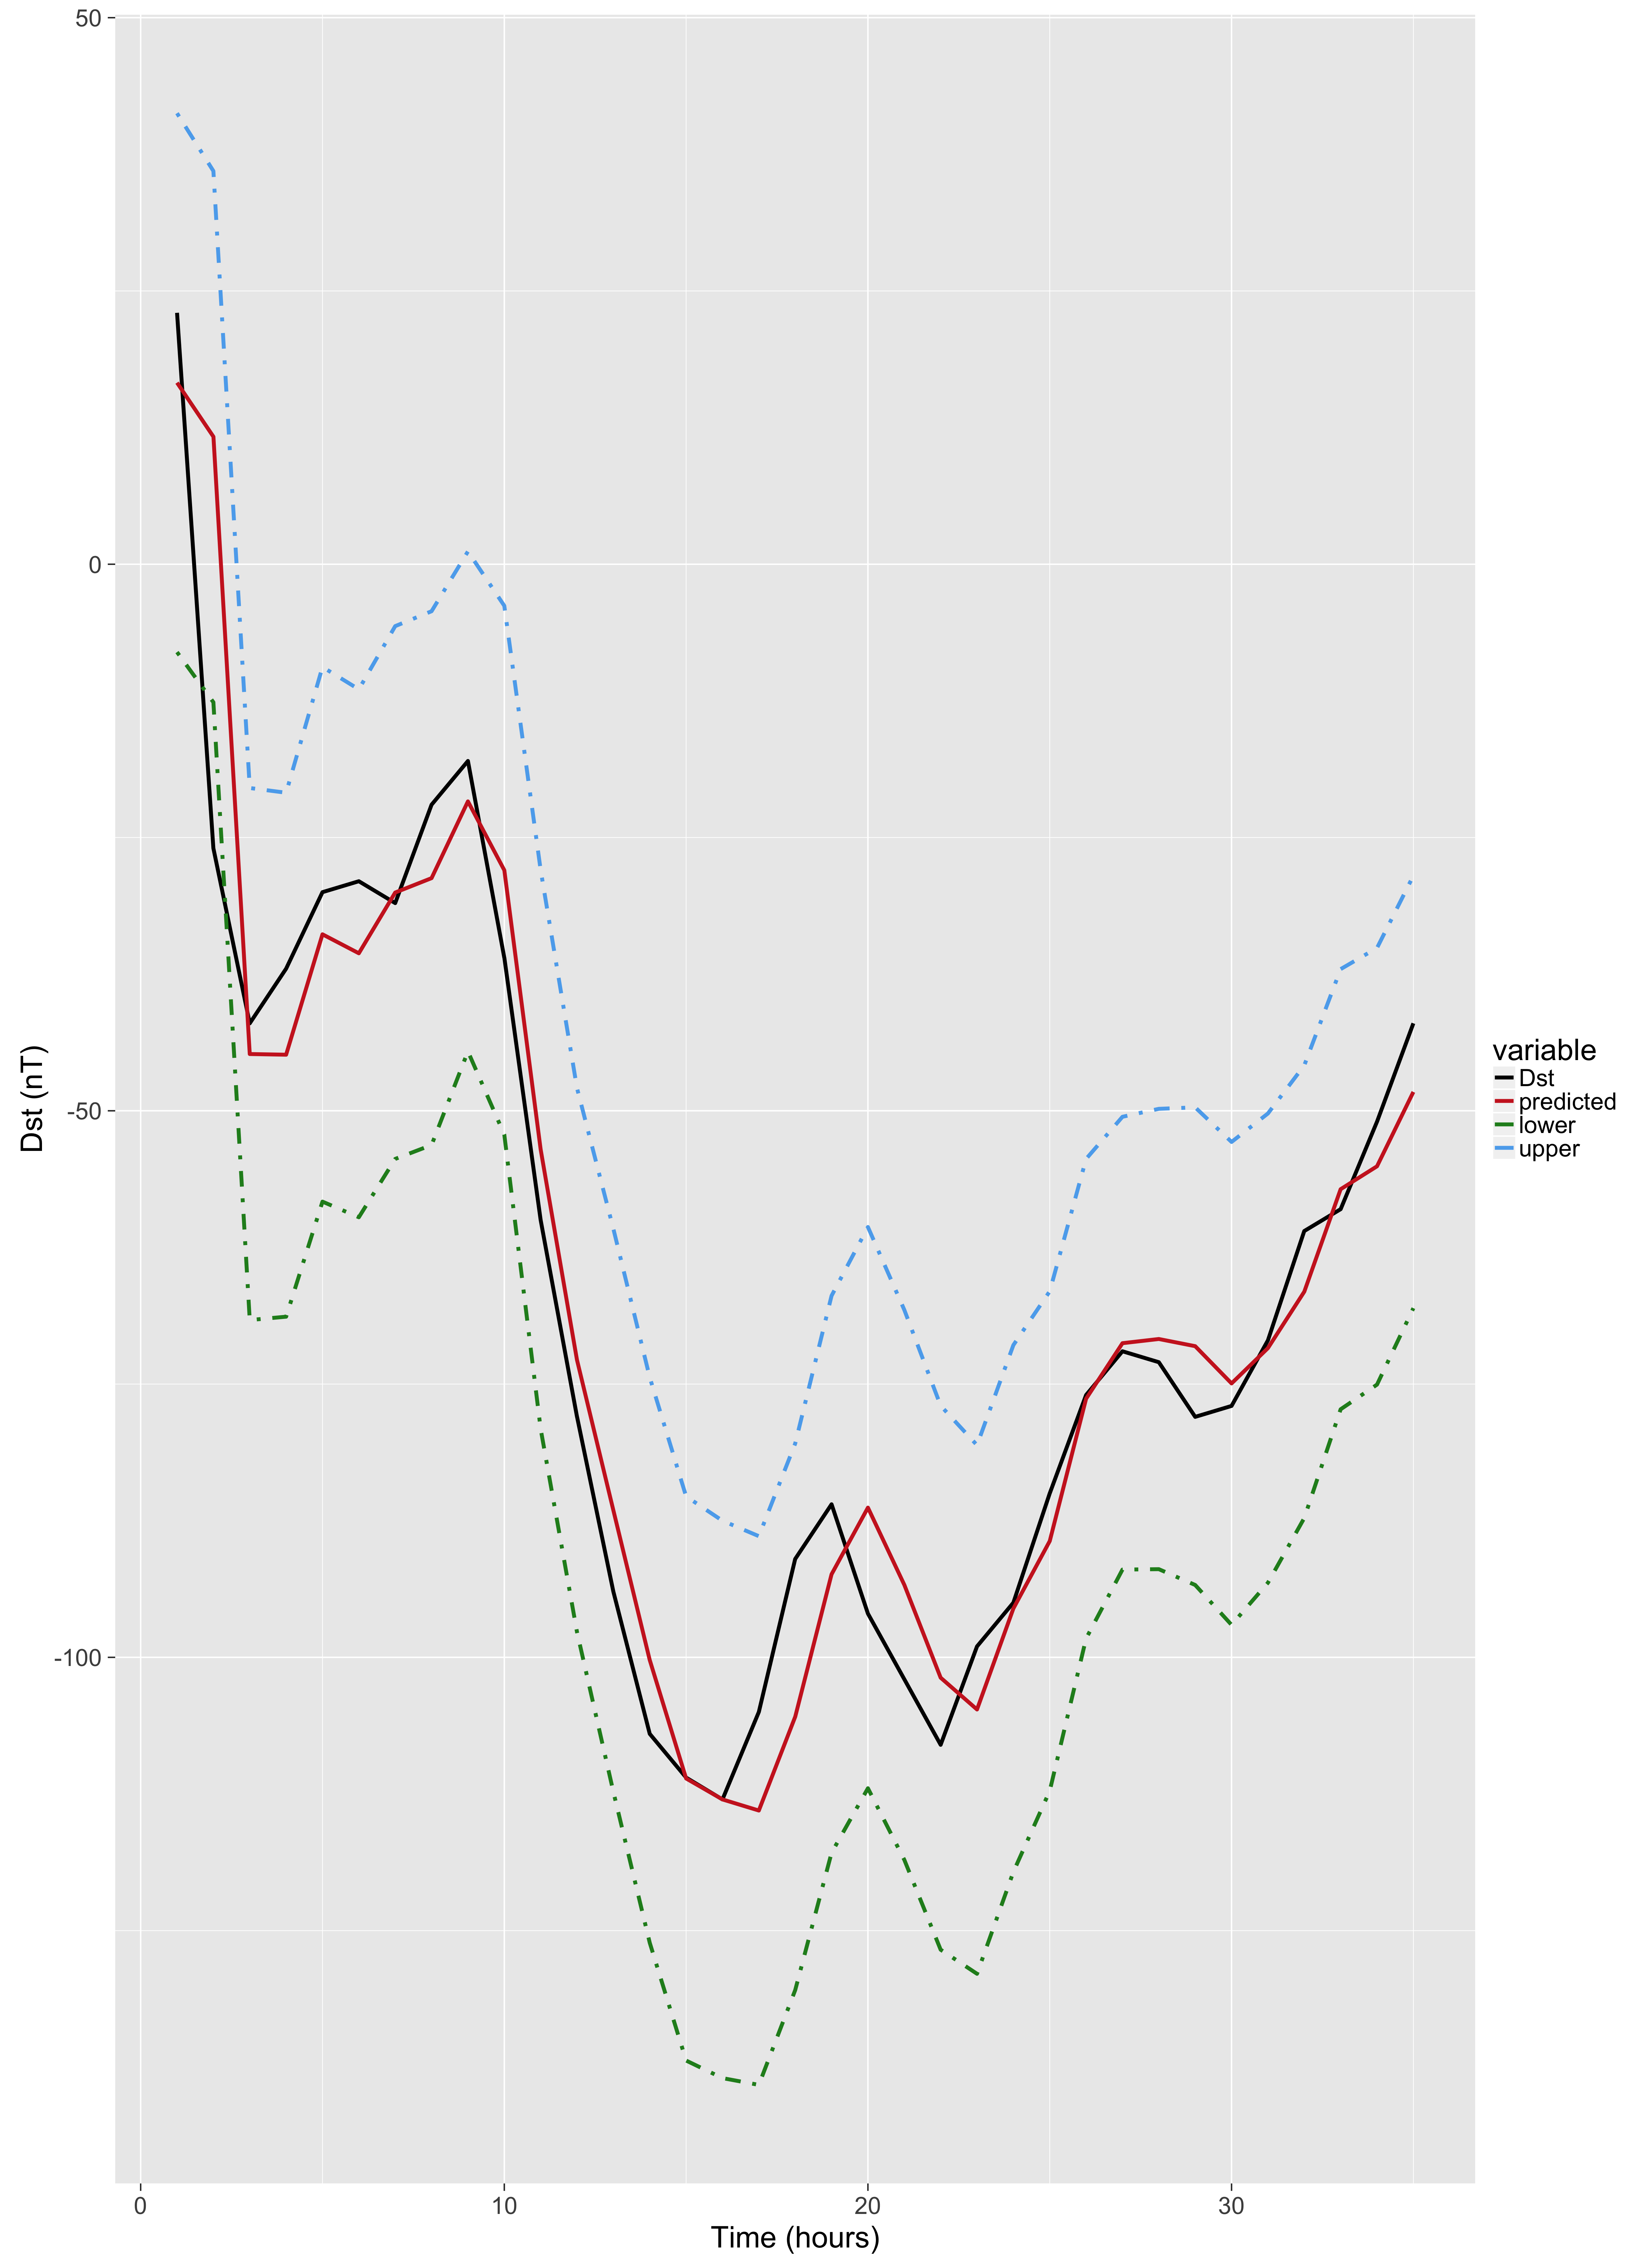 50
0
-50
-100
Dst (nT)
0
10
20
30
Time (hours)
variable
Dst
predicted
lower
upper